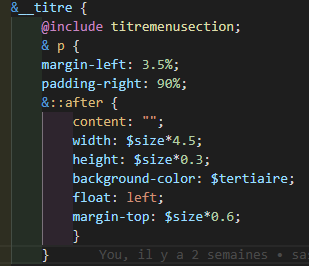 &__titre {
@include titremenusection;
& p {
margin-left: 3.5%;
padding-right: 90%;
&::after {
content: "";
width: $size*4.5;
height: $size*0.3;
background-color: $tertiaire;
float: left;
margin-top: $size*0.6;
}
} You, il y a 2 semaines • sa